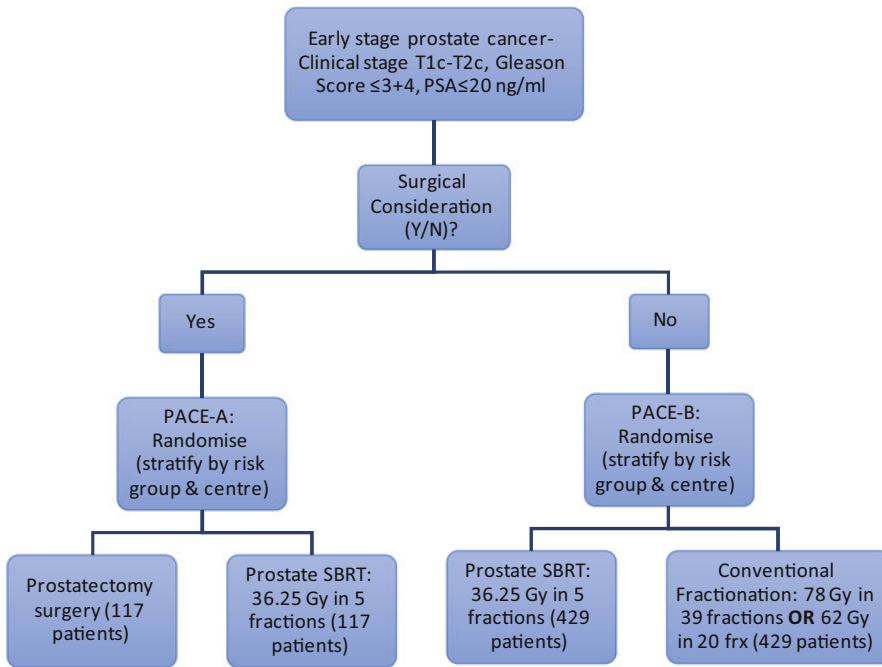 Early stage prostate cancer-
Clinical stage T1c-T2c, Gleason
Score ≤3+4, PSA≤20 ng/ml
Surgical
Consideration
(Y/N)?
Yes
No
PACE-A:
Randomise
(stratify by risk
group & centre)
PACE-B:
Randomise
(stratify by risk
group & centre)
Prostatectomy
surgery (117
patients)
Prostate SBRT:
36.25 Gy in 5
fractions (117
patients)
Prostate SBRT:
36.25 Gy in 5
fractions (429
patients)
Conventional
Fractionation: 78 Gy in
39 fractions OR 62 Gy
in 20 frx (429 patients)